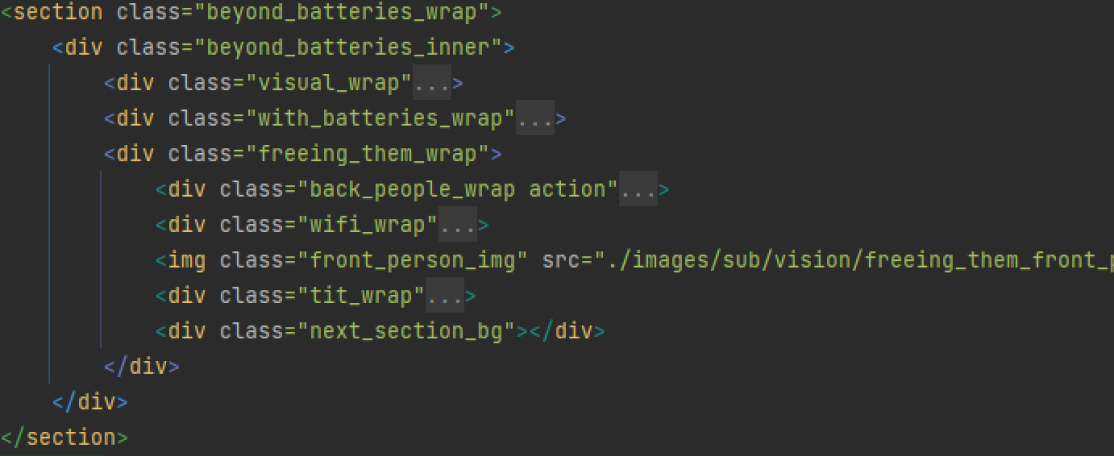 <section class="beyond_batteries_wrap">
<div class="beyond_batteries_inner">
<div class="visual_wrap"...>
<div class="with_batteries_wrap"...>
<div class="freeing_them_wrap">
<div class="back_people_wrap action"...>
<div class="wifi_wrap"...>
<img class="front_person_img" src="./images/sub/vision/freeing_them_front_p
<div class="tit_wrap"...>
<div class="next_section_bg"></div>
</div>
</div>
</section>